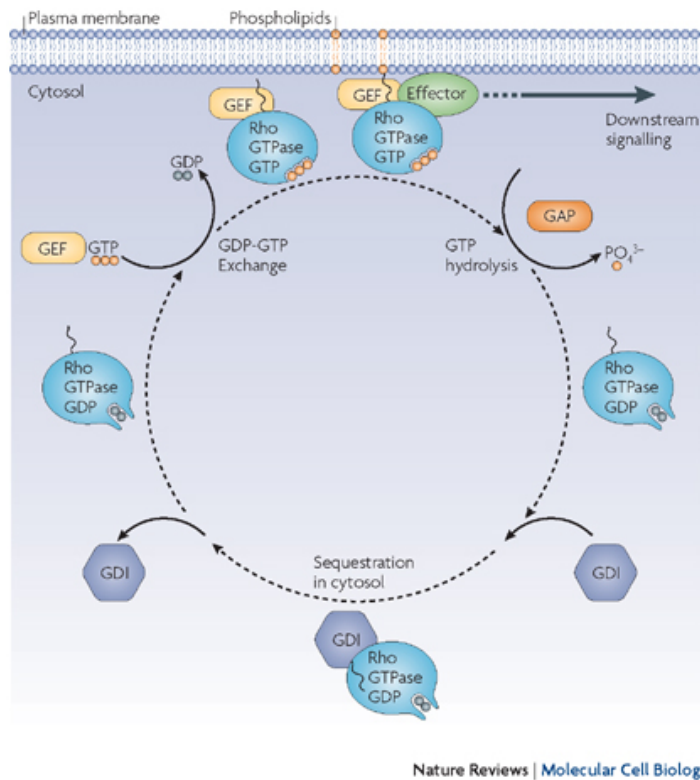 Plasma membrane
Phospholipids
Cytosol
GEF
Rho
GTPase
GTP
GEF
Effector
Rho
GTPase
GTP
Downstream
signalling
GDP
GEF
GTP
GDP-GTP
Exchange
GTP
hydrolysis
GAP
PO₄³⁻
Rho
GTPase
GDP
Rho
GTPase
GDP
GDI
Sequestration
in cytosol
GDI
GDI
Rho
GTPase
GDP
Nature Reviews | Molecular Cell Biolog